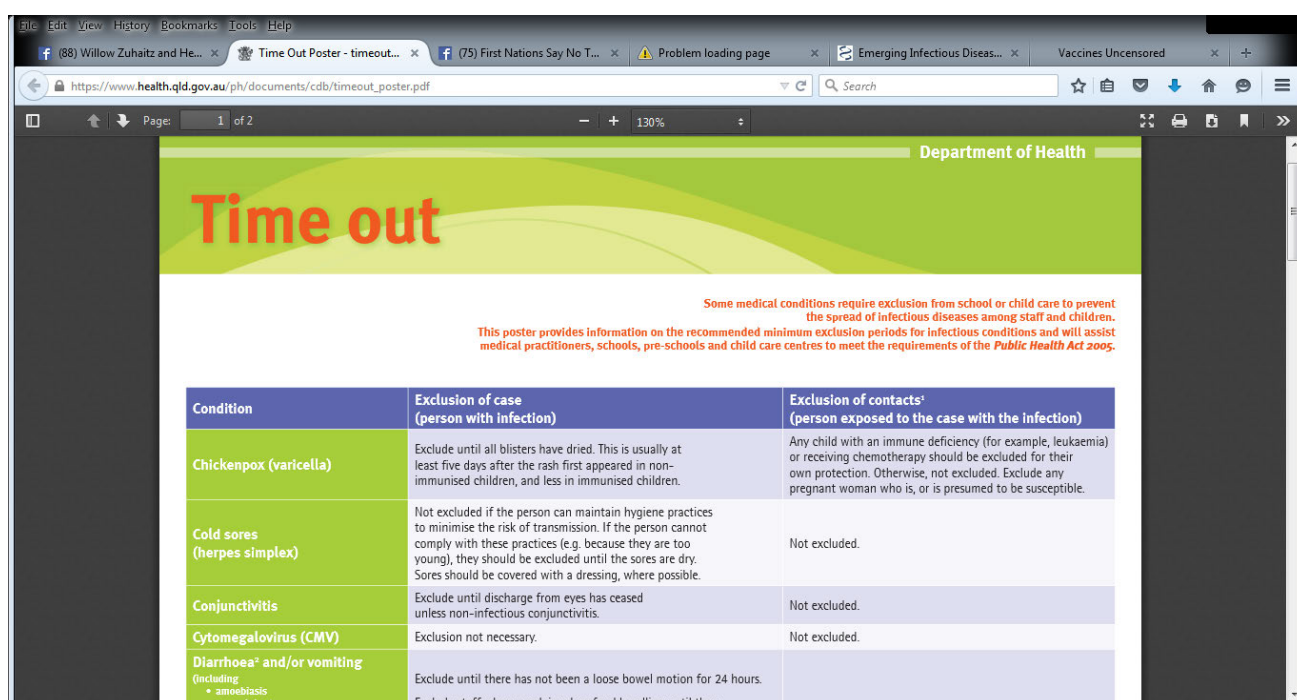 File Edit View History Bookmarks Tools Help
(88) Willow Zuhaitz and He... ×
Time Out Poster - timeout... ×
(75) First Nations Say No T... ×
Problem loading page ×
Emerging Infectious Diseas... ×
Vaccines Uncensored ×
https://www.health.qld.gov.au/ph/documents/cdb/timeout_poster.pdf
Search
Page: 1 of 2
130%
Department of Health
Time out
Some medical conditions require exclusion from school or child care to prevent
the spread of infectious diseases among staff and children.
This poster provides information on the recommended minimum exclusion periods for infectious conditions and will assist
medical practitioners, schools, pre-schools and child care centres to meet the requirements of the Public Health Act 2005.
Condition
Exclusion of case
(person with infection)
Exclusion of contacts¹
(person exposed to the case with the infection)
Chickenpox (varicella)
Exclude until all blisters have dried. This is usually at
least five days after the rash first appeared in non-
immunised children, and less in immunised children.
Any child with an immune deficiency (for example, leukaemia)
or receiving chemotherapy should be excluded for their
own protection. Otherwise, not excluded. Exclude any
pregnant woman who is, or is presumed to be susceptible.
Cold sores
(herpes simplex)
Not excluded if the person can maintain hygiene practices
to minimise the risk of transmission. If the person cannot
comply with these practices (e.g. because they are too
young), they should be excluded until the sores are dry.
Sores should be covered with a dressing, where possible.
Not excluded.
Conjunctivitis
Exclude until discharge from eyes has ceased
unless non-infectious conjunctivitis.
Not excluded.
Cytomegalovirus (CMV)
Exclusion not necessary.
Not excluded.
Diarrhoea² and/or vomiting
(including
• amoebiasis
Exclude until there has not been a loose bowel motion for 24 hours.